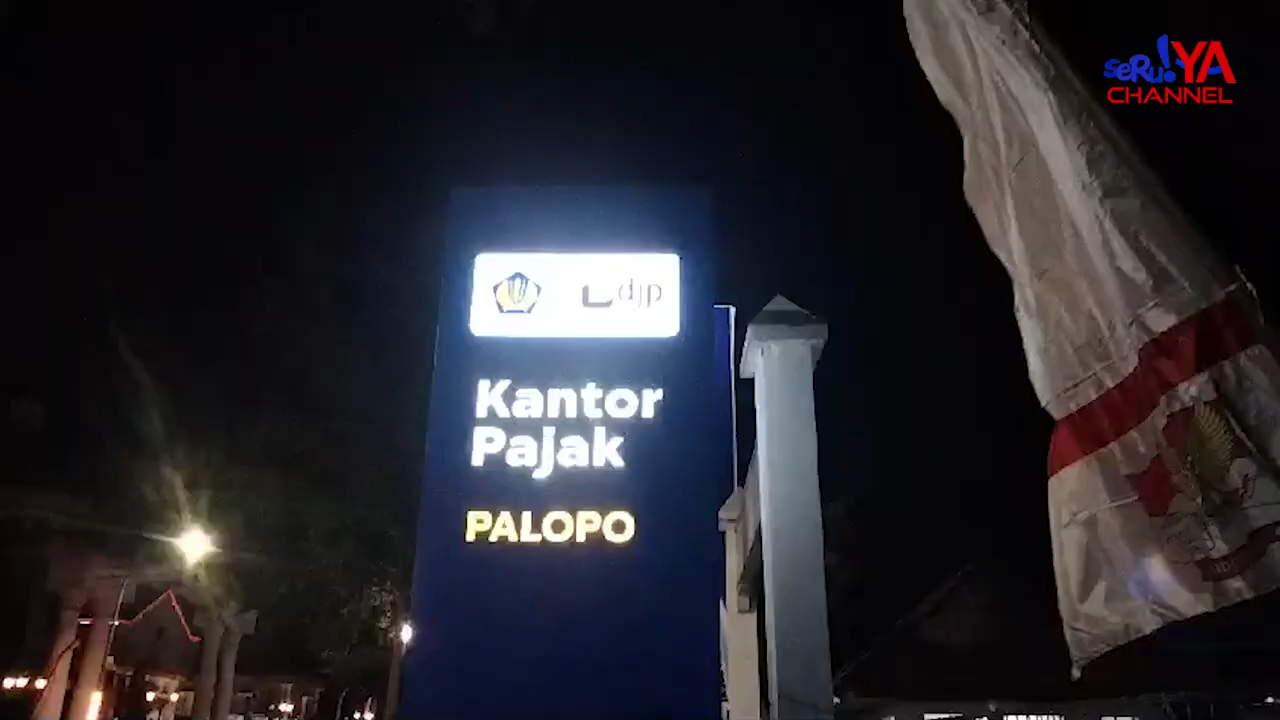 seRu!YA
CHANNEL
djp
Kantor
Pajak
PALOPO